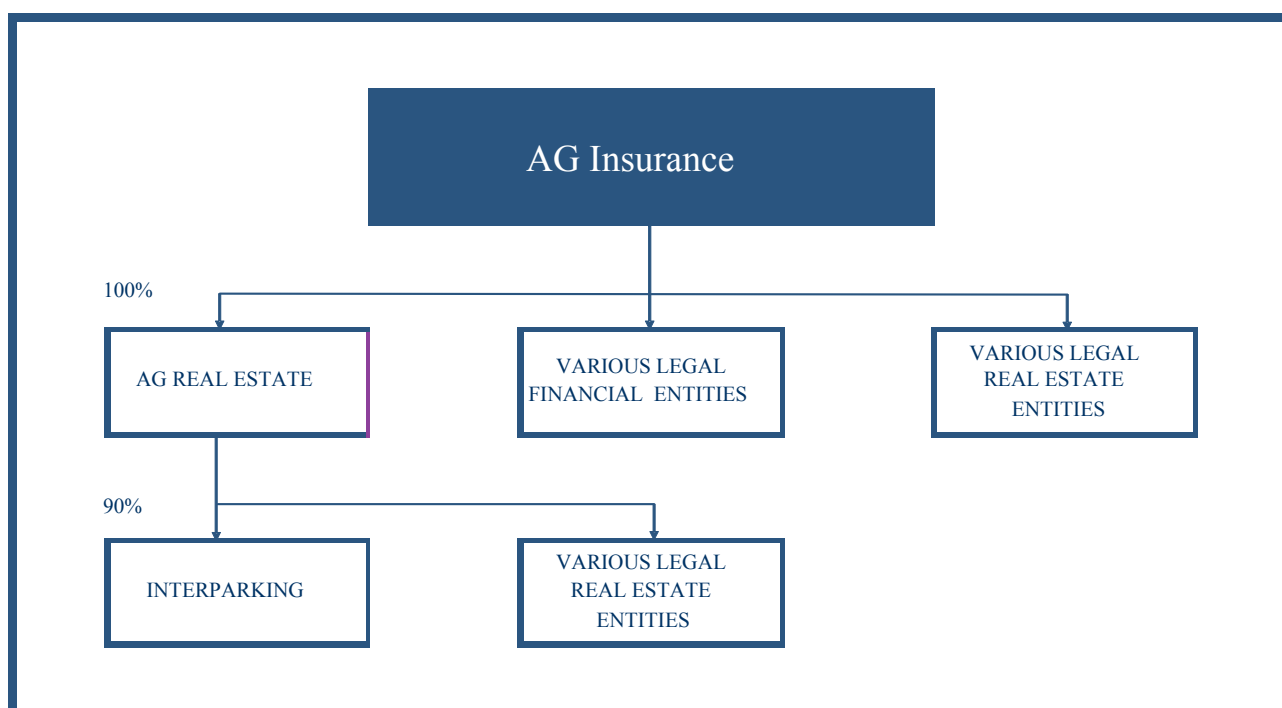 AG Insurance
100%
AG REAL ESTATE
VARIOUS LEGAL
FINANCIAL ENTITIES
VARIOUS LEGAL
REAL ESTATE
ENTITIES
90%
INTERPARKING
VARIOUS LEGAL
REAL ESTATE
ENTITIES